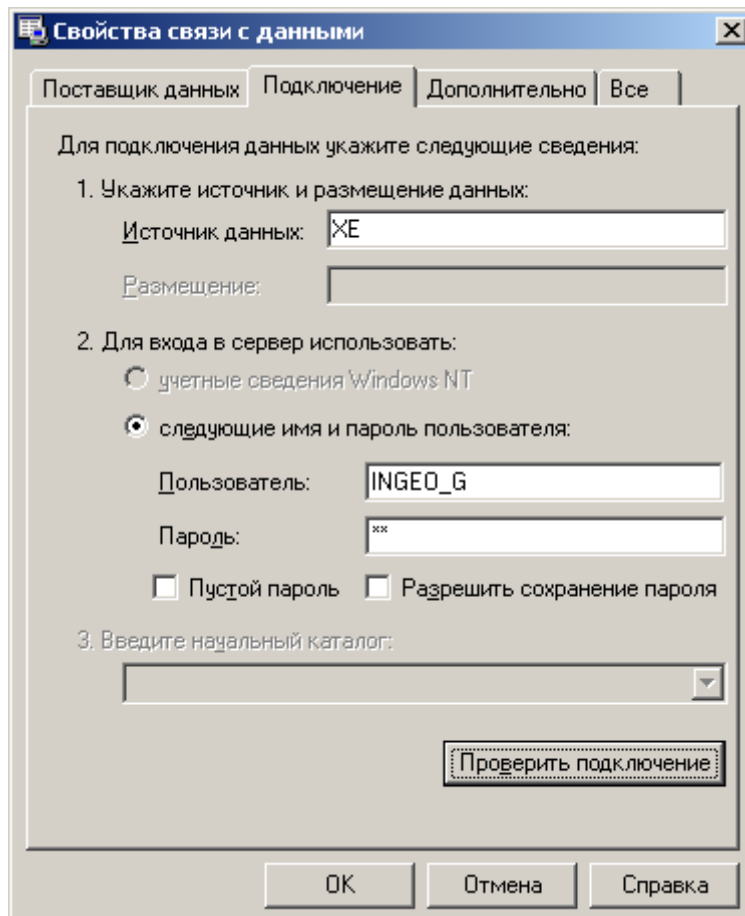 Свойства связи с данными
Поставщик данных Подключение Дополнительно Все
Для подключения данных укажите следующие сведения:
1. Укажите источник и размещение данных:
Источник данных: XE
Размещение:
2. Для входа в сервер использовать:
учетные сведения Windows NT
следующие имя и пароль пользователя:
Пользователь: INGEO_G
Пароль: **
Пустой пароль Разрешить сохранение пароля
3. Введите начальный каталог:
Проверить подключение
OK Отмена Справка